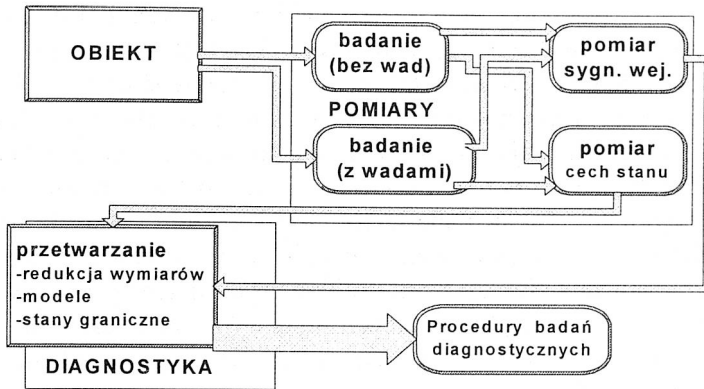 OBIEKT
badanie
(bez wad)
pomiar
sygn. wej.
POMIARY
badanie
(z wadami)
pomiar
cech stanu
przetwarzanie
-redukcja wymiarów
-modele
-stany graniczne
Procedury badań
diagnostycznych
DIAGNOSTYKA